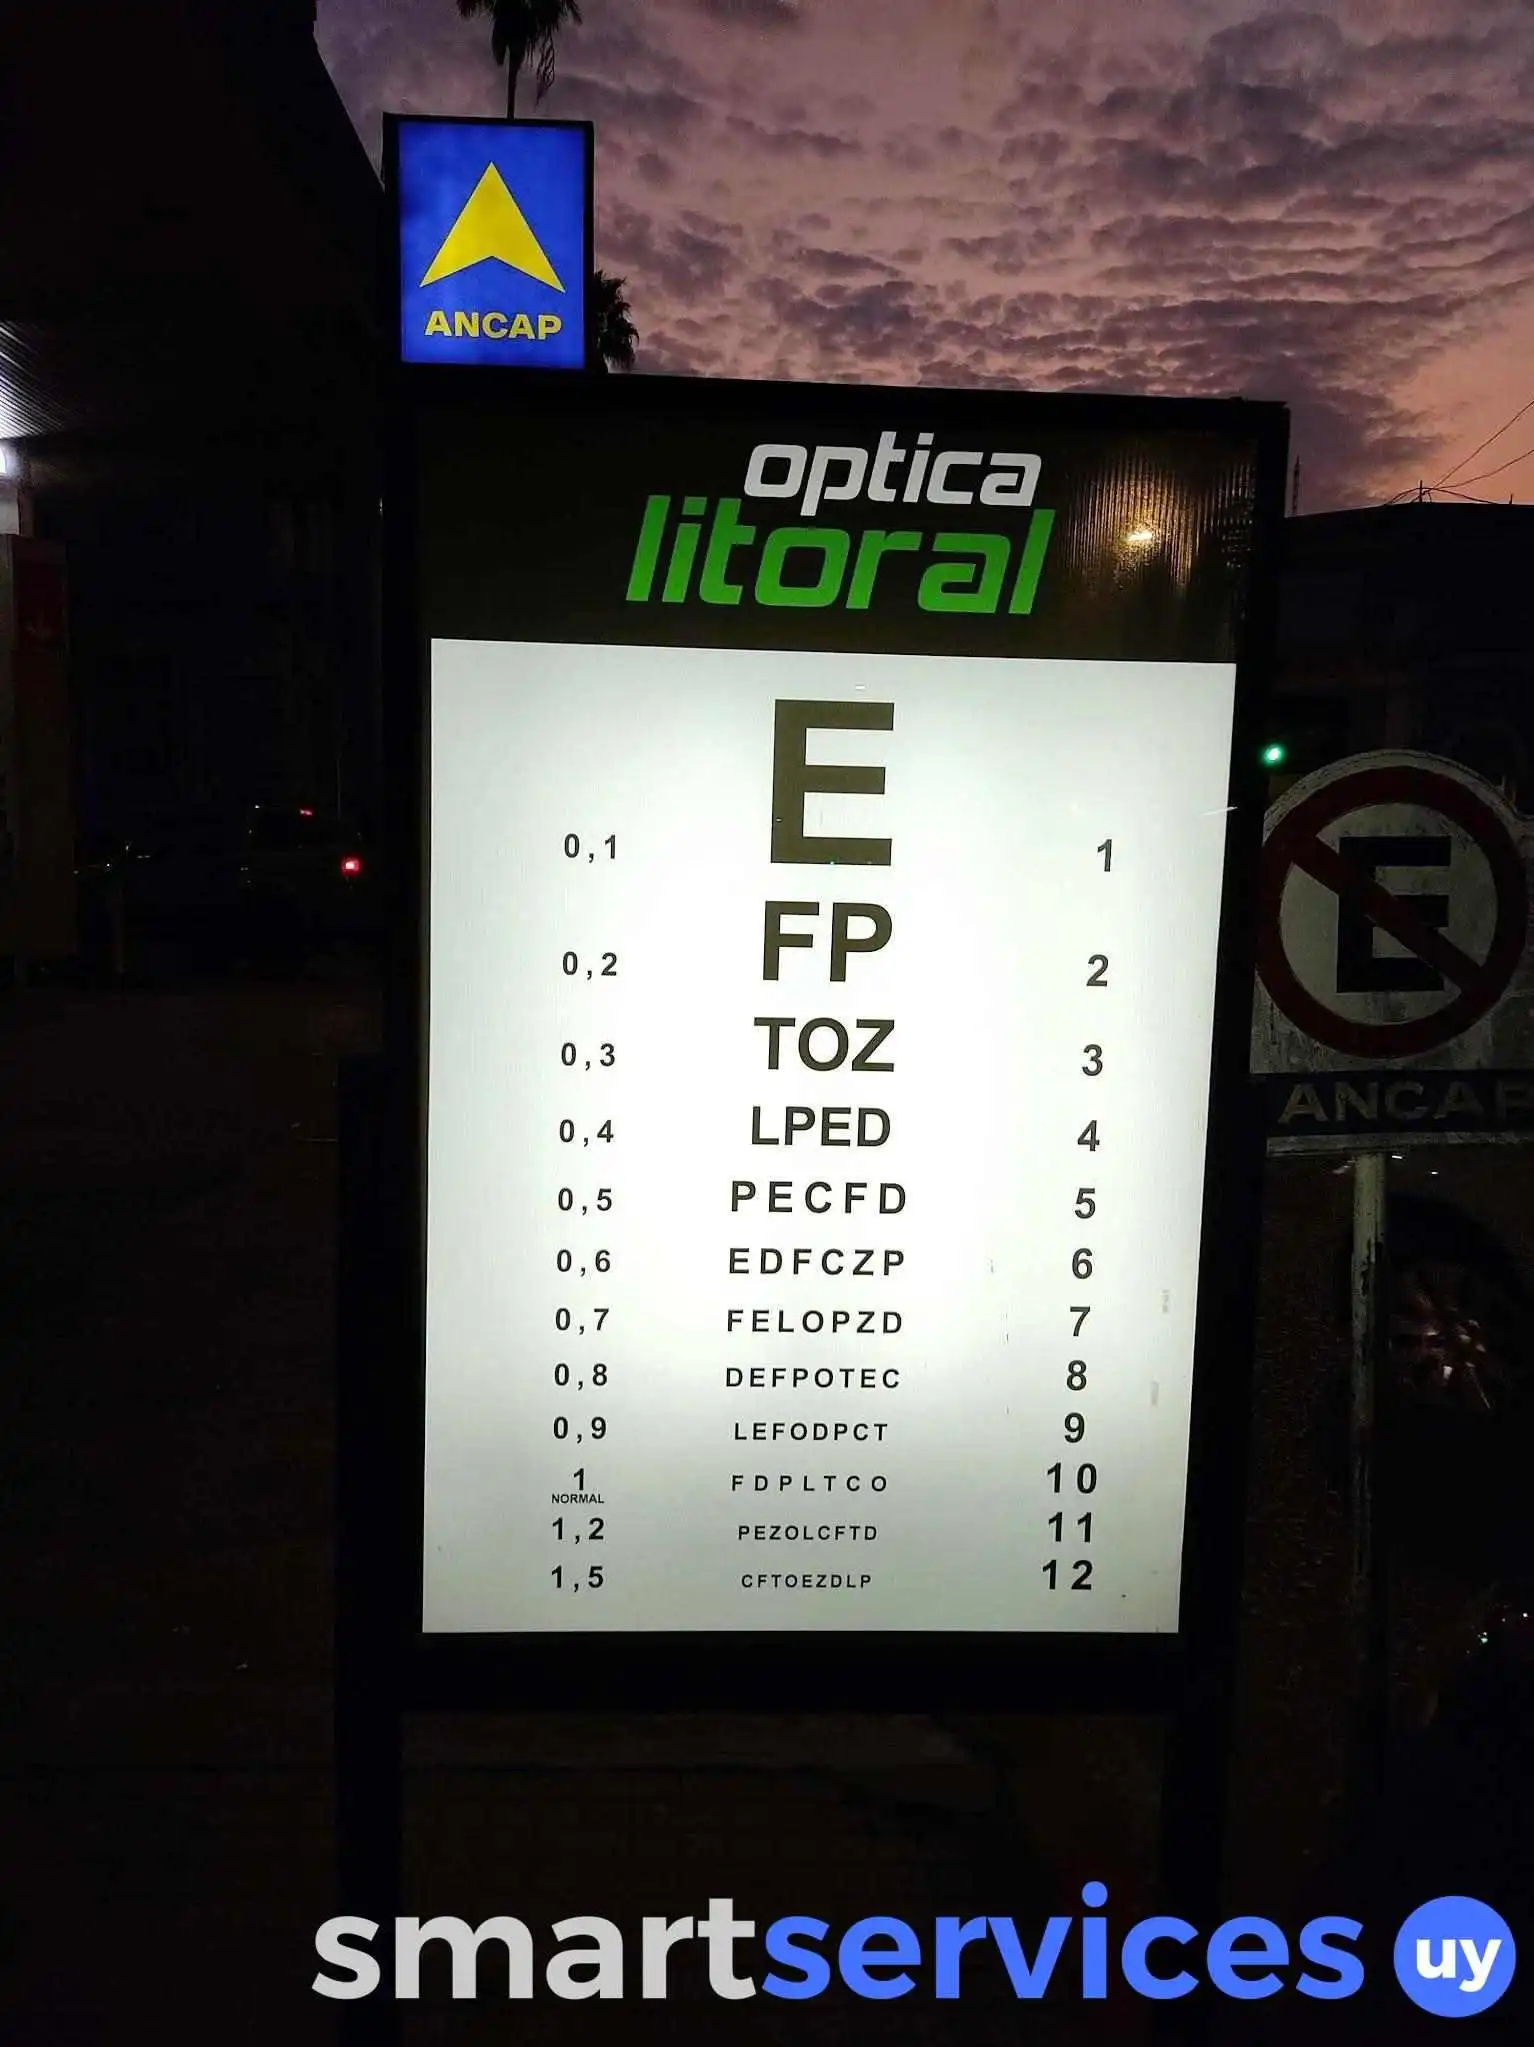 ANCAP
optica
litoral
E
0,1 1
FP
0,2 2
TOZ
0,3 3
LPED
0,4 4
PECFD
0,5 5
0,6 EDFCZP 6
0,7 FELOPZD 7
0,8 DEFPOTEC 8
0,9 LEFODPCT 9
1 FDPLTCO 10
NORMAL
1,2 PEZOLCFTD 11
1,5 CFTOEZDLP 12
E
ANCAP
smartservices uy